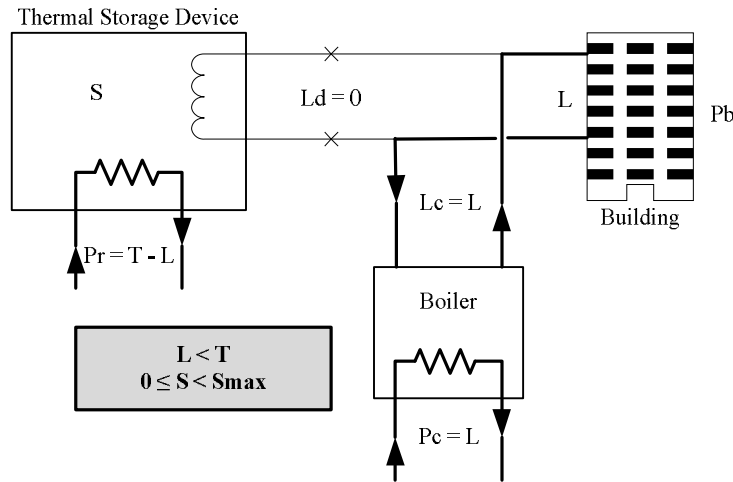 Thermal Storage Device
S
Ld = 0
L
Pb
Building
Lc = L
Pr = T - L
Boiler
L < T
0 ≤ S < Smax
Pc = L